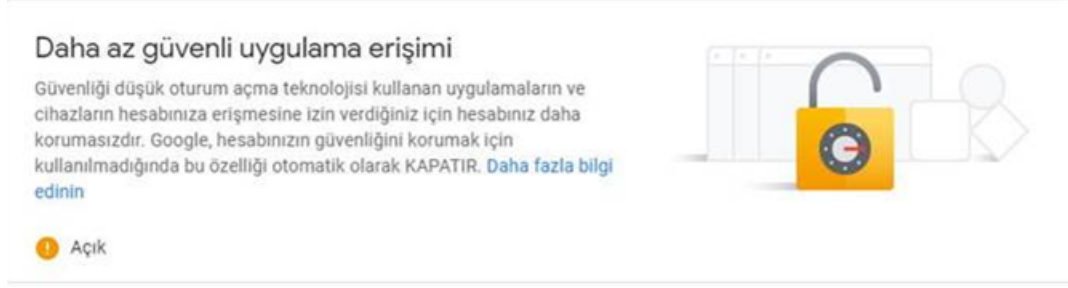 Daha az güvenli uygulama erişimi
Güvenliği düşük oturum açma teknolojisi kullanan uygulamaların ve
cihazların hesabınıza erişmesine izin verdiğiniz için hesabınız daha
korumasızdır. Google, hesabınızın güvenliğini korumak için
kullanılmadığında bu özelliği otomatik olarak KAPATIR. Daha fazla bilgi
edinin
Açık